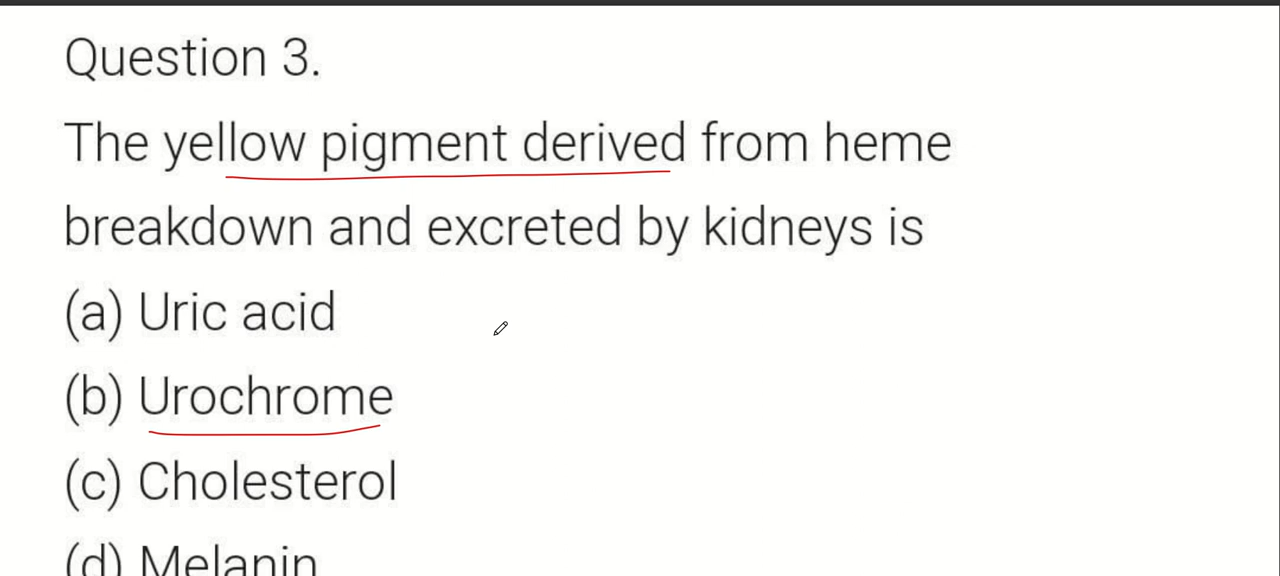 Question 3.
The yellow pigment derived from heme
breakdown and excreted by kidneys is
(a) Uric acid
(b) Urochrome
(c) Cholesterol
(d) Melanin